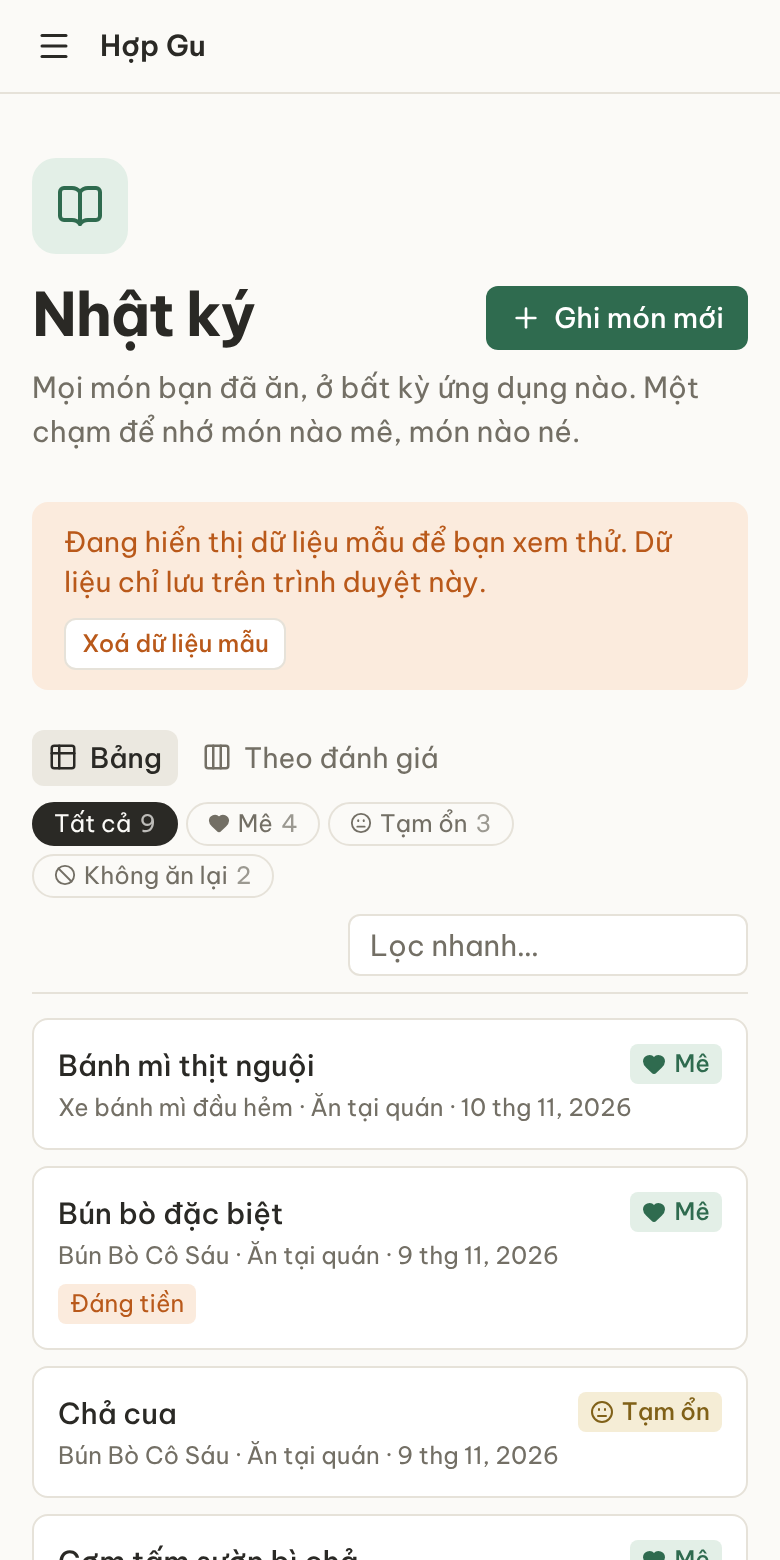 Hợp Gu
Nhật ký
Ghi món mới
Mọi món bạn đã ăn, ở bất kỳ ứng dụng nào. Một
chạm để nhớ món nào mê, món nào né.
Đang hiển thị dữ liệu mẫu để bạn xem thử. Dữ
liệu chỉ lưu trên trình duyệt này.
Xoá dữ liệu mẫu
Bảng
Theo đánh giá
Tất cả 9
Mê 4
Tạm ổn 3
Không ăn lại 2
Lọc nhanh...
Bánh mì thịt nguội
Mê
Xe bánh mì đầu hẻm · Ăn tại quán · 10 thg 11, 2026
Bún bò đặc biệt
Mê
Bún Bò Cô Sáu · Ăn tại quán · 9 thg 11, 2026
Đáng tiền
Chả cua
Tạm ổn
Bún Bò Cô Sáu · Ăn tại quán · 9 thg 11, 2026
Cơm tấm sườn bì chả
Mê